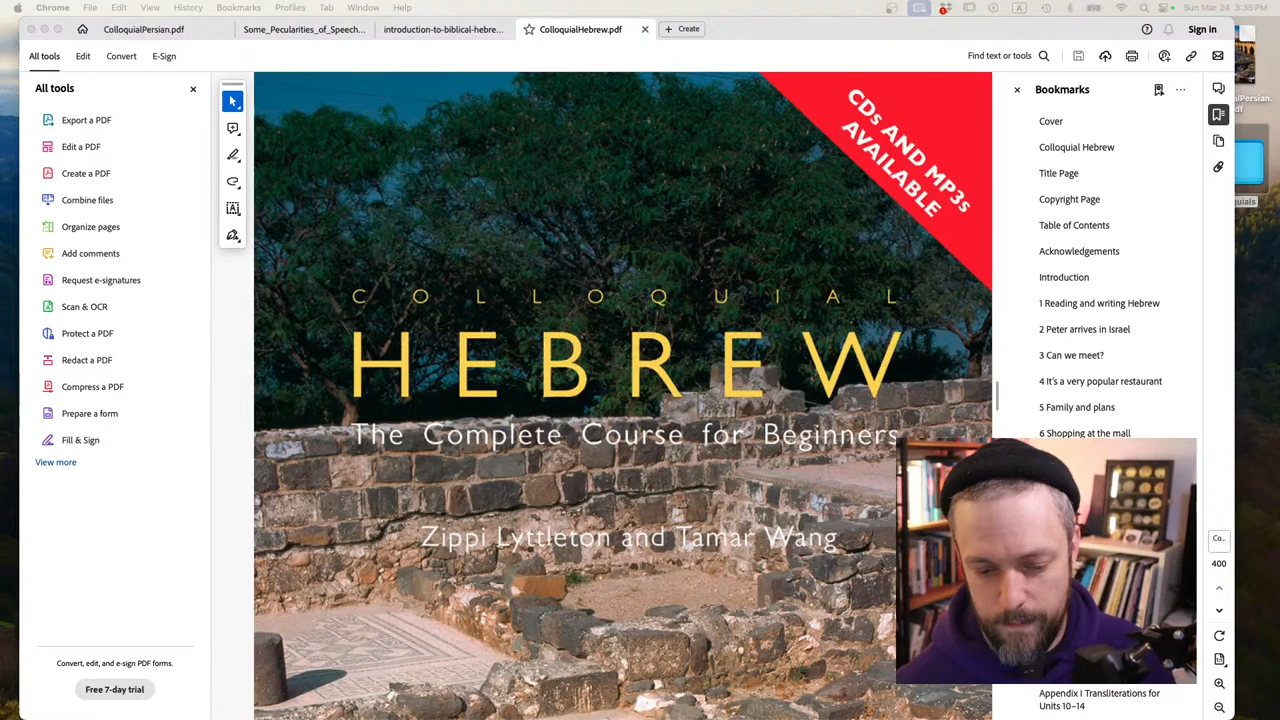 Chrome File Edit View History Bookmarks Profiles Tab Window Help
Sun Mar 24 3:35 PM
ColloquialPersian.pdf
Some_Pecularities_of_Speech...
introduction-to-biblical-hebre...
ColloquialHebrew.pdf
Create
Sign in
All tools Edit Convert E-Sign
Find text or tools
All tools
Export a PDF
Edit a PDF
Create a PDF
Combine files
Organize pages
Add comments
Request e-signatures
Scan & OCR
Protect a PDF
Redact a PDF
Compress a PDF
Prepare a form
Fill & Sign
View more
Convert, edit, and e-sign PDF forms.
Free 7-day trial
CDs AND MP3s
AVAILABLE
COLLOQUIAL
HEBREW
The Complete Course for Beginners
Zippi Lyttleton and Tamar Wang
Bookmarks
Cover
Colloquial Hebrew
Title Page
Copyright Page
Table of Contents
Acknowledgements
Introduction
1 Reading and writing Hebrew
2 Peter arrives in Israel
3 Can we meet?
4 It's a very popular restaurant
5 Family and plans
6 Shopping at the mall
Appendix I Transliterations for
Units 10–14
Co...
400